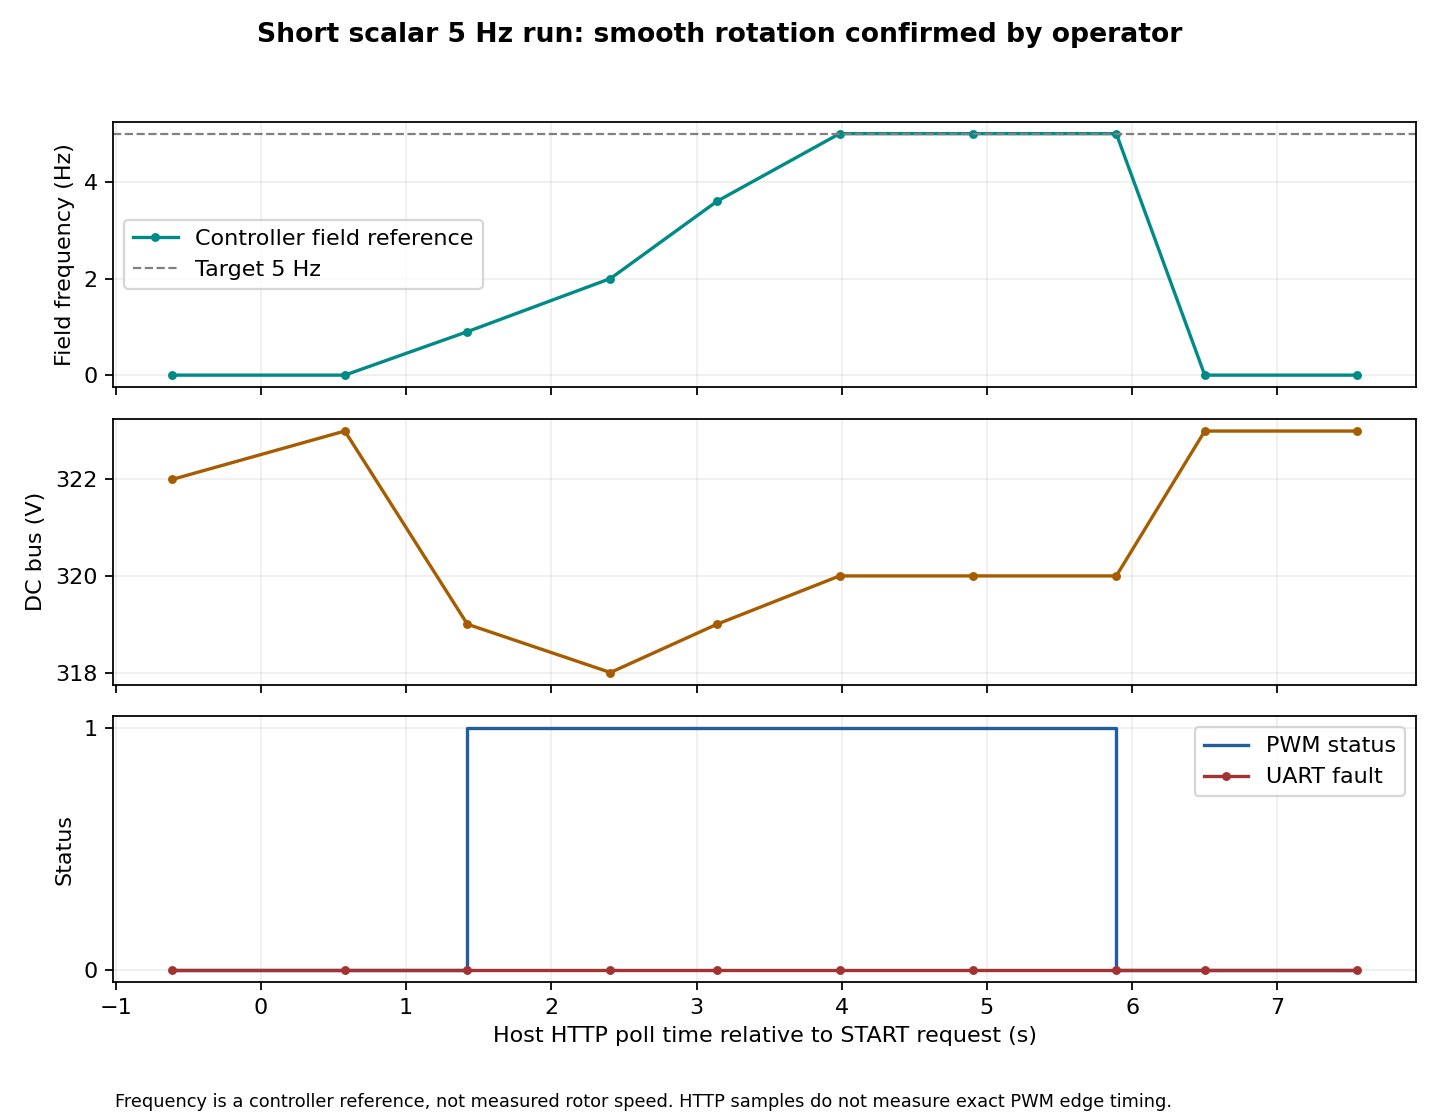 Short scalar 5 Hz run: smooth rotation confirmed by operator
Field frequency (Hz)
4
2
0
Controller field reference
Target 5 Hz
DC bus (V)
322
320
318
Status
1
0
PWM status
UART fault
−1 0 1 2 3 4 5 6 7
Host HTTP poll time relative to START request (s)
Frequency is a controller reference, not measured rotor speed. HTTP samples do not measure exact PWM edge timing.